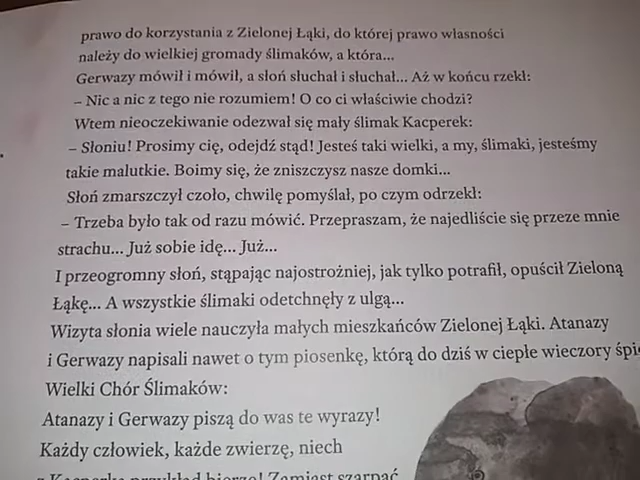 prawo do korzystania z Zielonej Łąki, do której prawo własności
należy do wielkiej gromady ślimaków, a która...
Gerwazy mówił i mówił, a słoń słuchał i słuchał... Aż w końcu rzekł:
– Nic a nic z tego nie rozumiem! O co ci właściwie chodzi?
Wtem nieoczekiwanie odezwał się mały ślimak Kacperek:
– Słoniu! Prosimy cię, odejdź stąd! Jesteś taki wielki, a my, ślimaki, jesteśmy
takie malutkie. Boimy się, że zniszczysz nasze domki...
Słoń zmarszczył czoło, chwilę pomyślał, po czym odrzekł:
– Trzeba było tak od razu mówić. Przepraszam, że najedliście się przeze mnie
strachu... Już sobie idę... Już...
I przeogromny słoń, stąpając najostrożniej, jak tylko potrafił, opuścił Zieloną
Łąkę... A wszystkie ślimaki odetchnęły z ulgą...
Wizyta słonia wiele nauczyła małych mieszkańców Zielonej Łąki. Atanazy
i Gerwazy napisali nawet o tym piosenkę, którą do dziś w ciepłe wieczory
Wielki Chór Ślimaków:
Atanazy i Gerwazy piszą do was te wyrazy!
Każdy człowiek, każde zwierzę, niech
z Kacperka przykład bierze! Zamiast szarpać